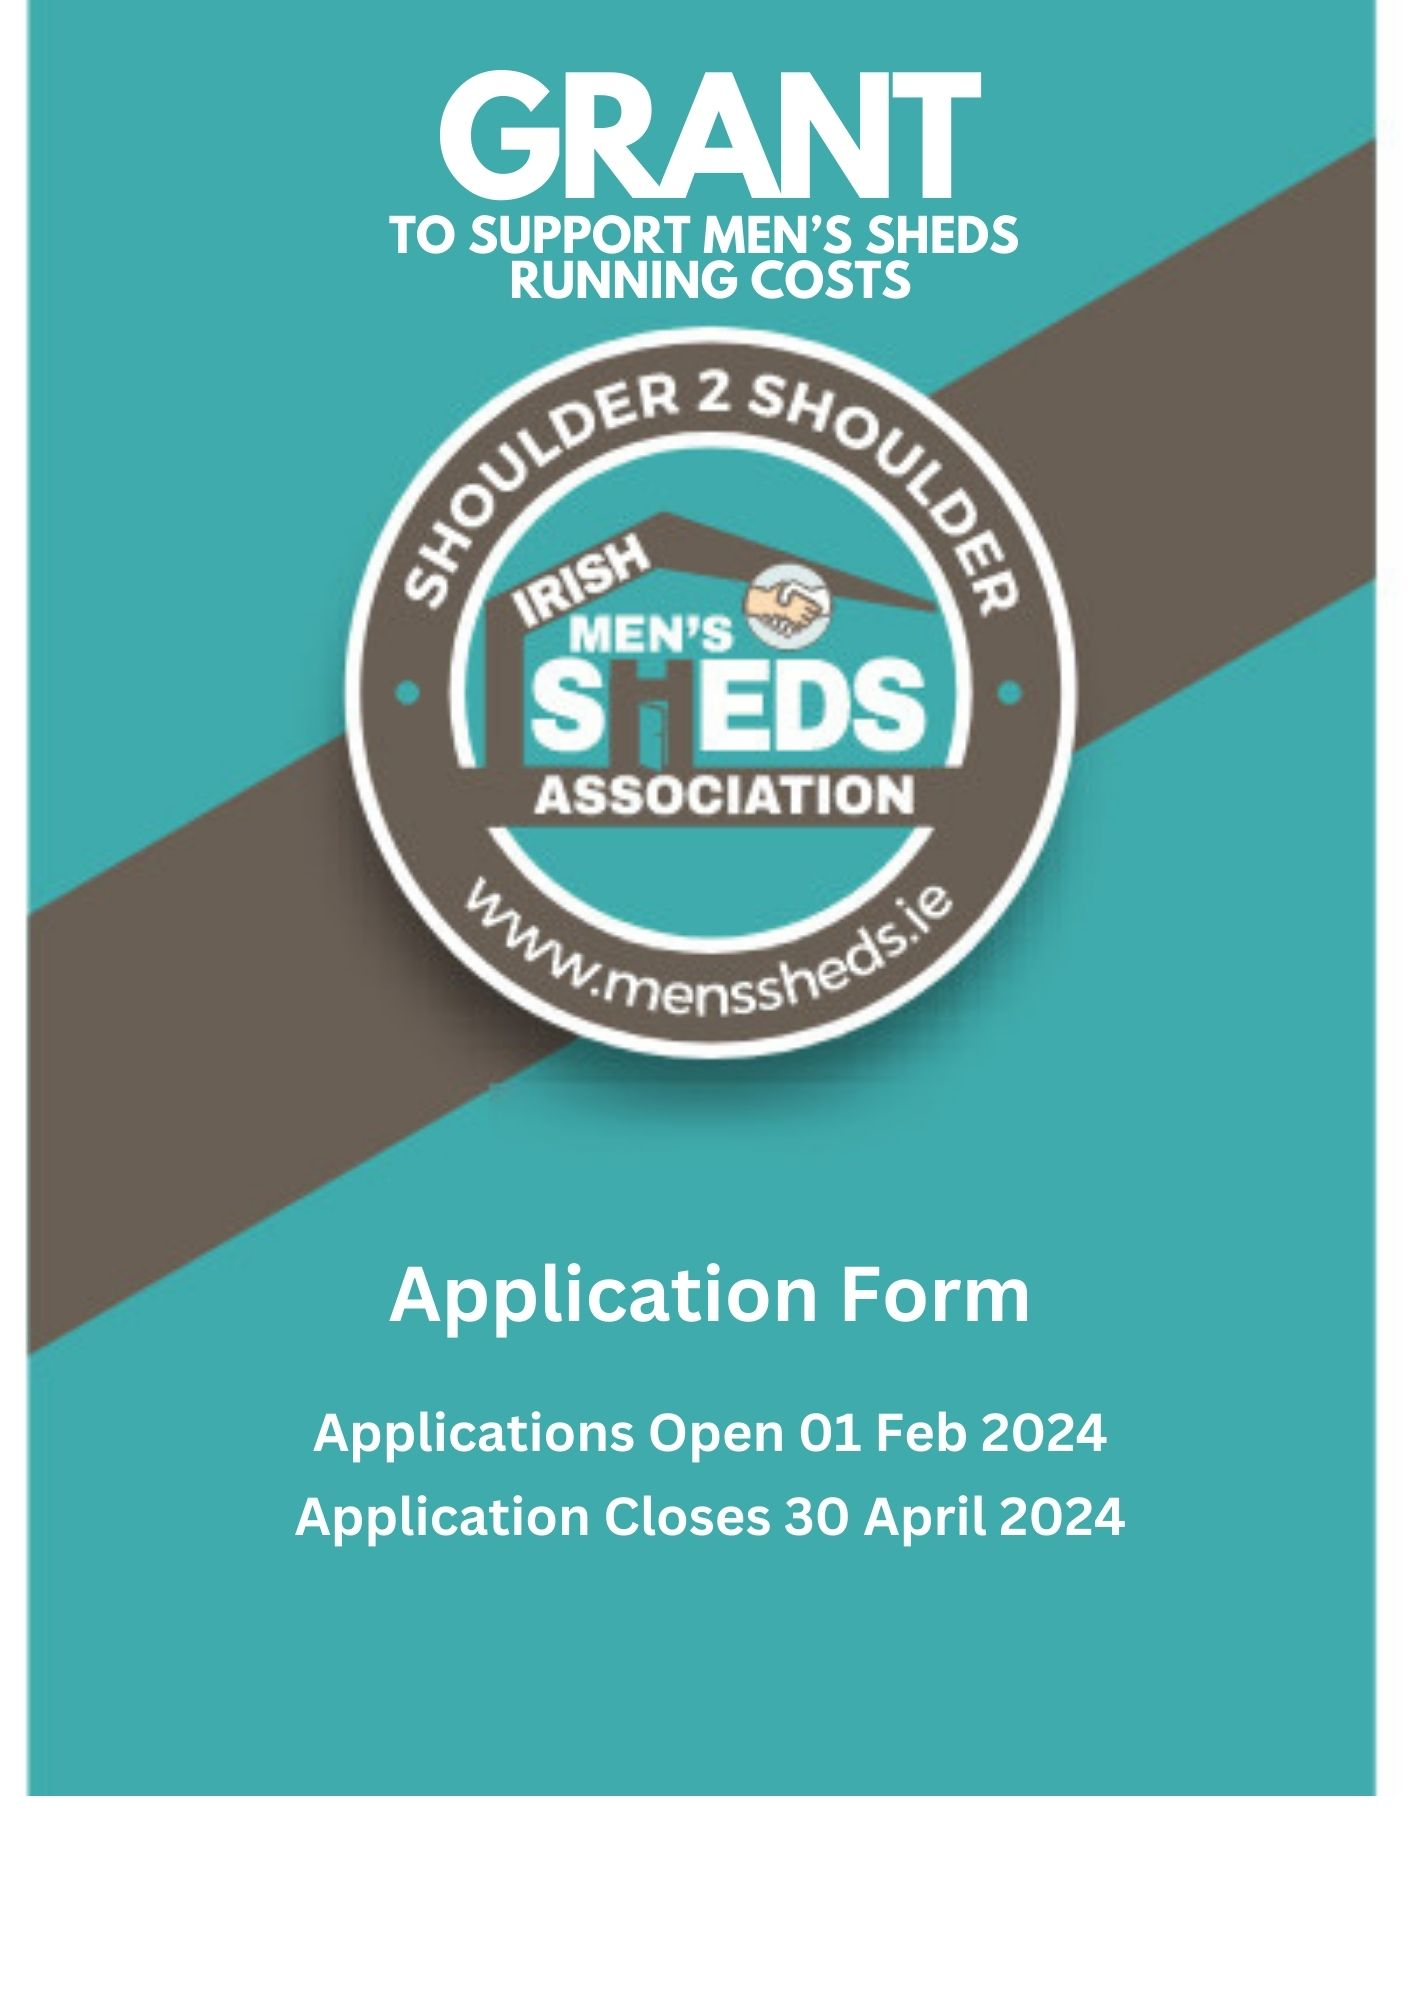 GRANT
TO SUPPORT MEN’S SHEDS
RUNNING COSTS
SHOULDER 2 SHOULDER
IRISH
MEN’S
SHEDS
ASSOCIATION
www.menssheds.ie
Application Form
Applications Open 01 Feb 2024
Application Closes 30 April 2024